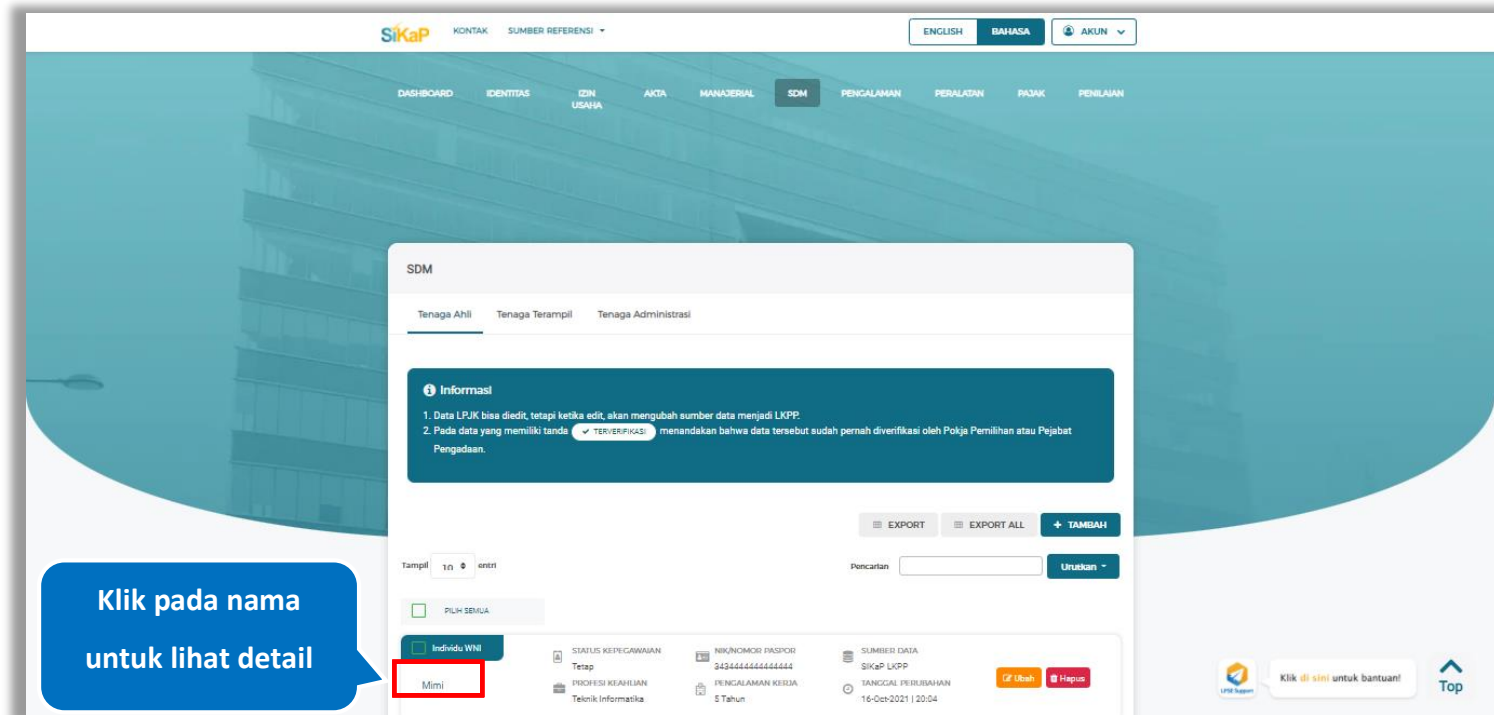 SiKaP KONTAK SUMBER REFERENSI ENGLISH BAHASA AKUN
DASHBOARD IDENTITAS IZIN USAHA AKTA MANAJERIAL SDM PENGALAMAN PERALATAN PAJAK PENILAIAN
SDM
Tenaga Ahli Tenaga Terampil Tenaga Administrasi
Informasi
1. Data LPJK bisa diedit, tetapi ketika edit, akan mengubah sumber data menjadi LKPP.
2. Pada data yang memiliki tanda TERVERIFIKASI menandakan bahwa data tersebut sudah pernah diverifikasi oleh Pokja Pemilihan atau Pejabat
Pengadaan.
EXPORT EXPORT ALL + TAMBAH
Tampil 10 entri Pencarian Urutkan
PILIH SEMUA
Klik pada nama
untuk lihat detail
Individu WNI
Mimi
STATUS KEPEGAWAIAN
Tetap
PROFESI KEAHLIAN
Teknik Informatika
NIK/NOMOR PASPOR
3434444444444444
PENGALAMAN KERJA
5 Tahun
SUMBER DATA
SIKaP LKPP
TANGGAL PERUBAHAN
16-Oct-2021 | 20:04
Ubah Hapus
LPSE Support
Klik di sini untuk bantuan!
Top